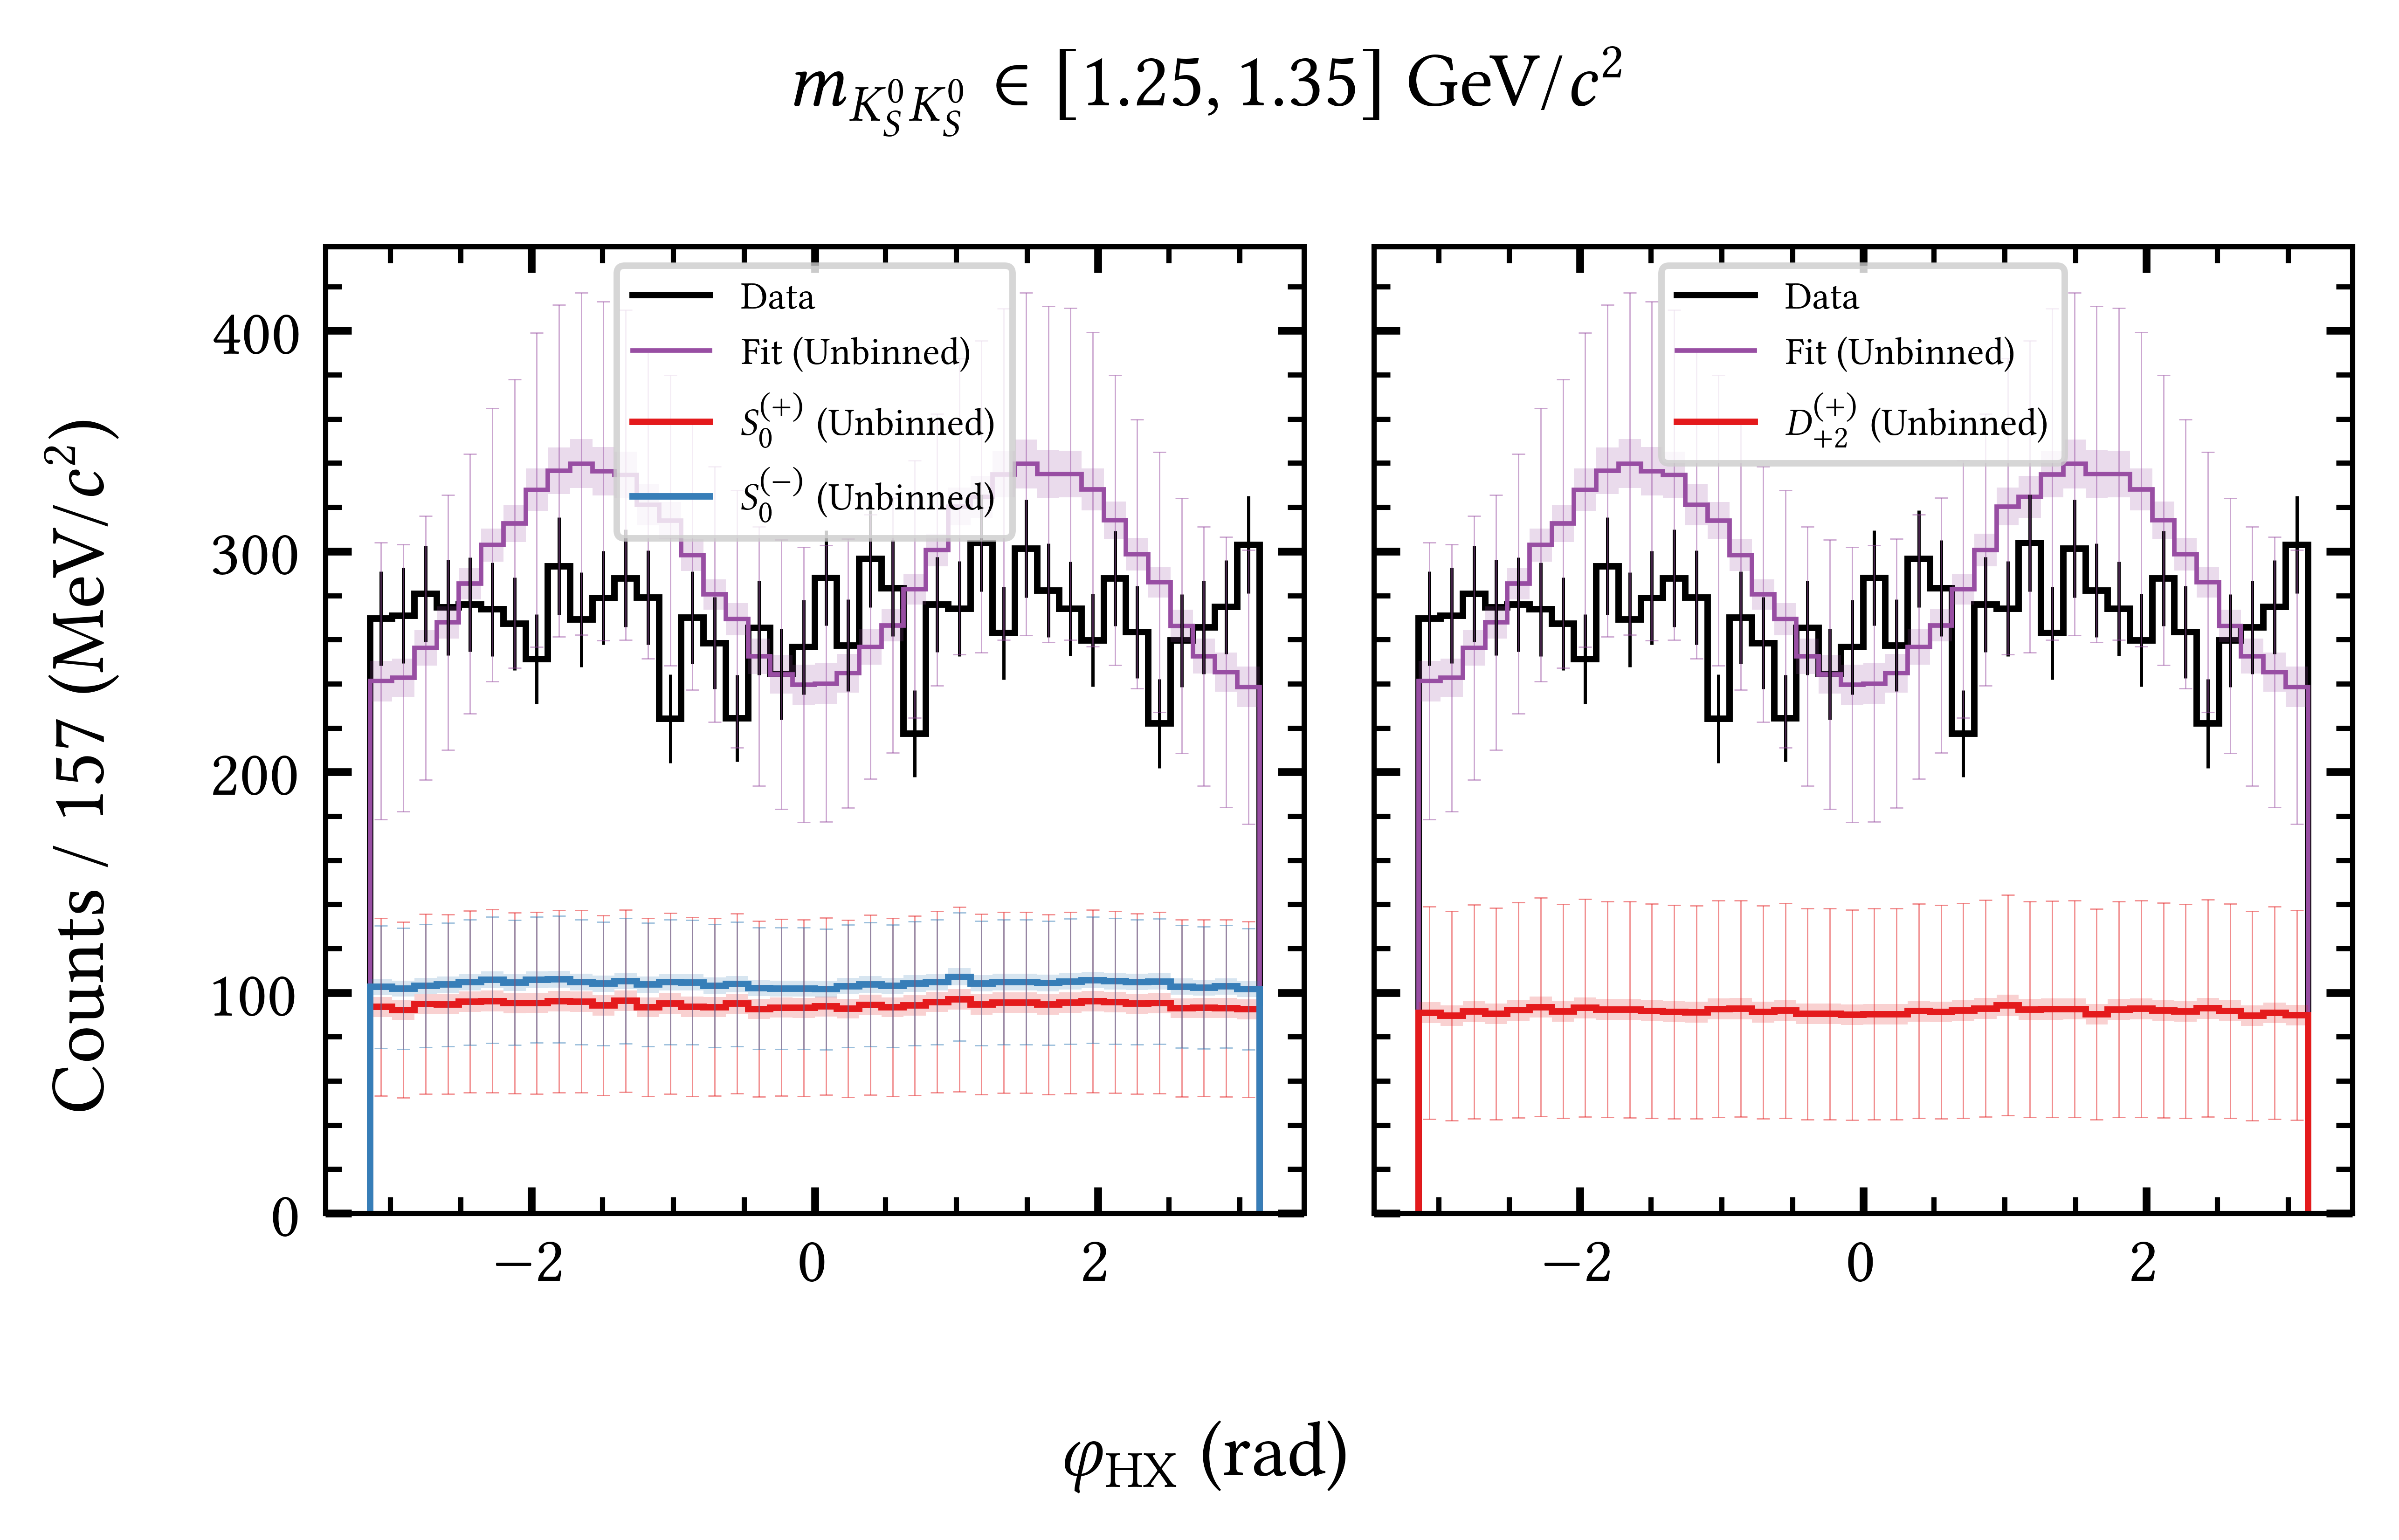 m_{K_S^0 K_S^0} ∈ [1.25, 1.35] GeV/c²
Counts / 157 (MeV/c²)
400
300
200
100
0
Data
Fit (Unbinned)
S_0^{(+)} (Unbinned)
S_0^{(−)} (Unbinned)
−2
0
2
Data
Fit (Unbinned)
D_{+2}^{(+)} (Unbinned)
−2
0
2
φ_{HX} (rad)